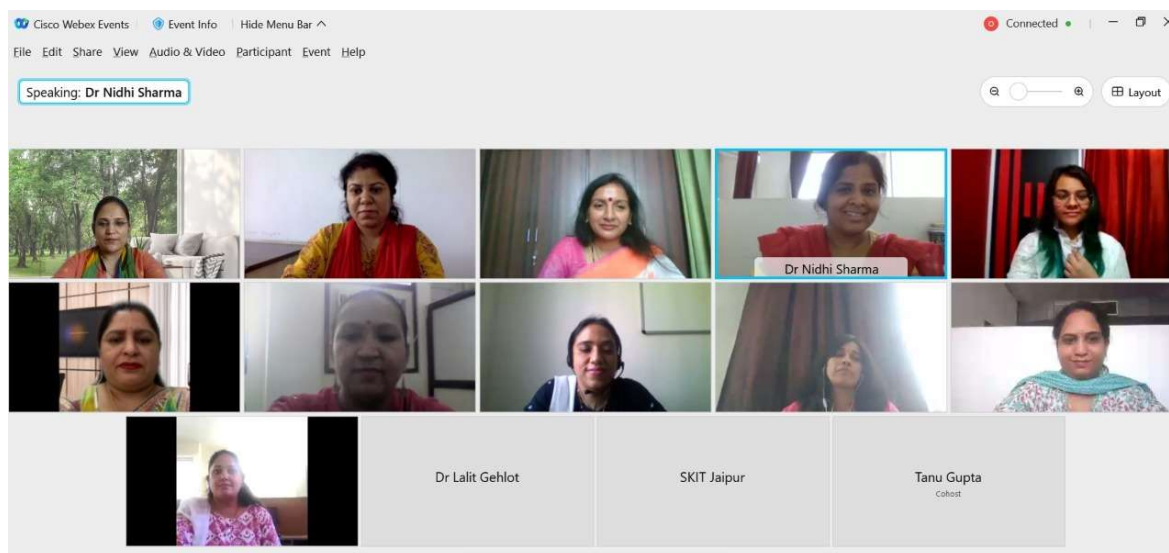 Cisco Webex Events
Event Info
Hide Menu Bar
Connected
File Edit Share View Audio & Video Participant Event Help
Speaking: Dr Nidhi Sharma
Layout
Dr Nidhi Sharma
Dr Lalit Gehlot
SKIT Jaipur
Tanu Gupta
Cohost